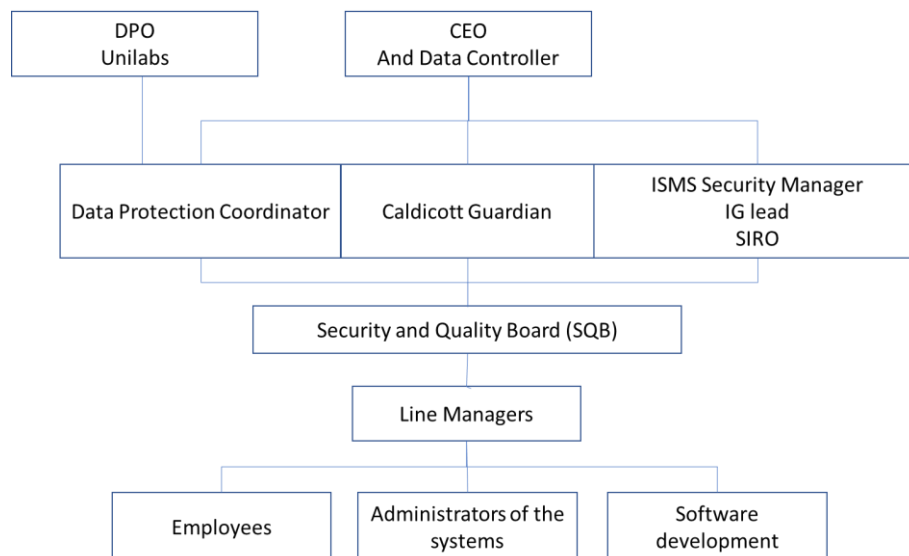 DPO
Unilabs
CEO
And Data Controller
Data Protection Coordinator
Caldicott Guardian
ISMS Security Manager
IG lead
SIRO
Security and Quality Board (SQB)
Line Managers
Employees
Administrators of the
systems
Software
development